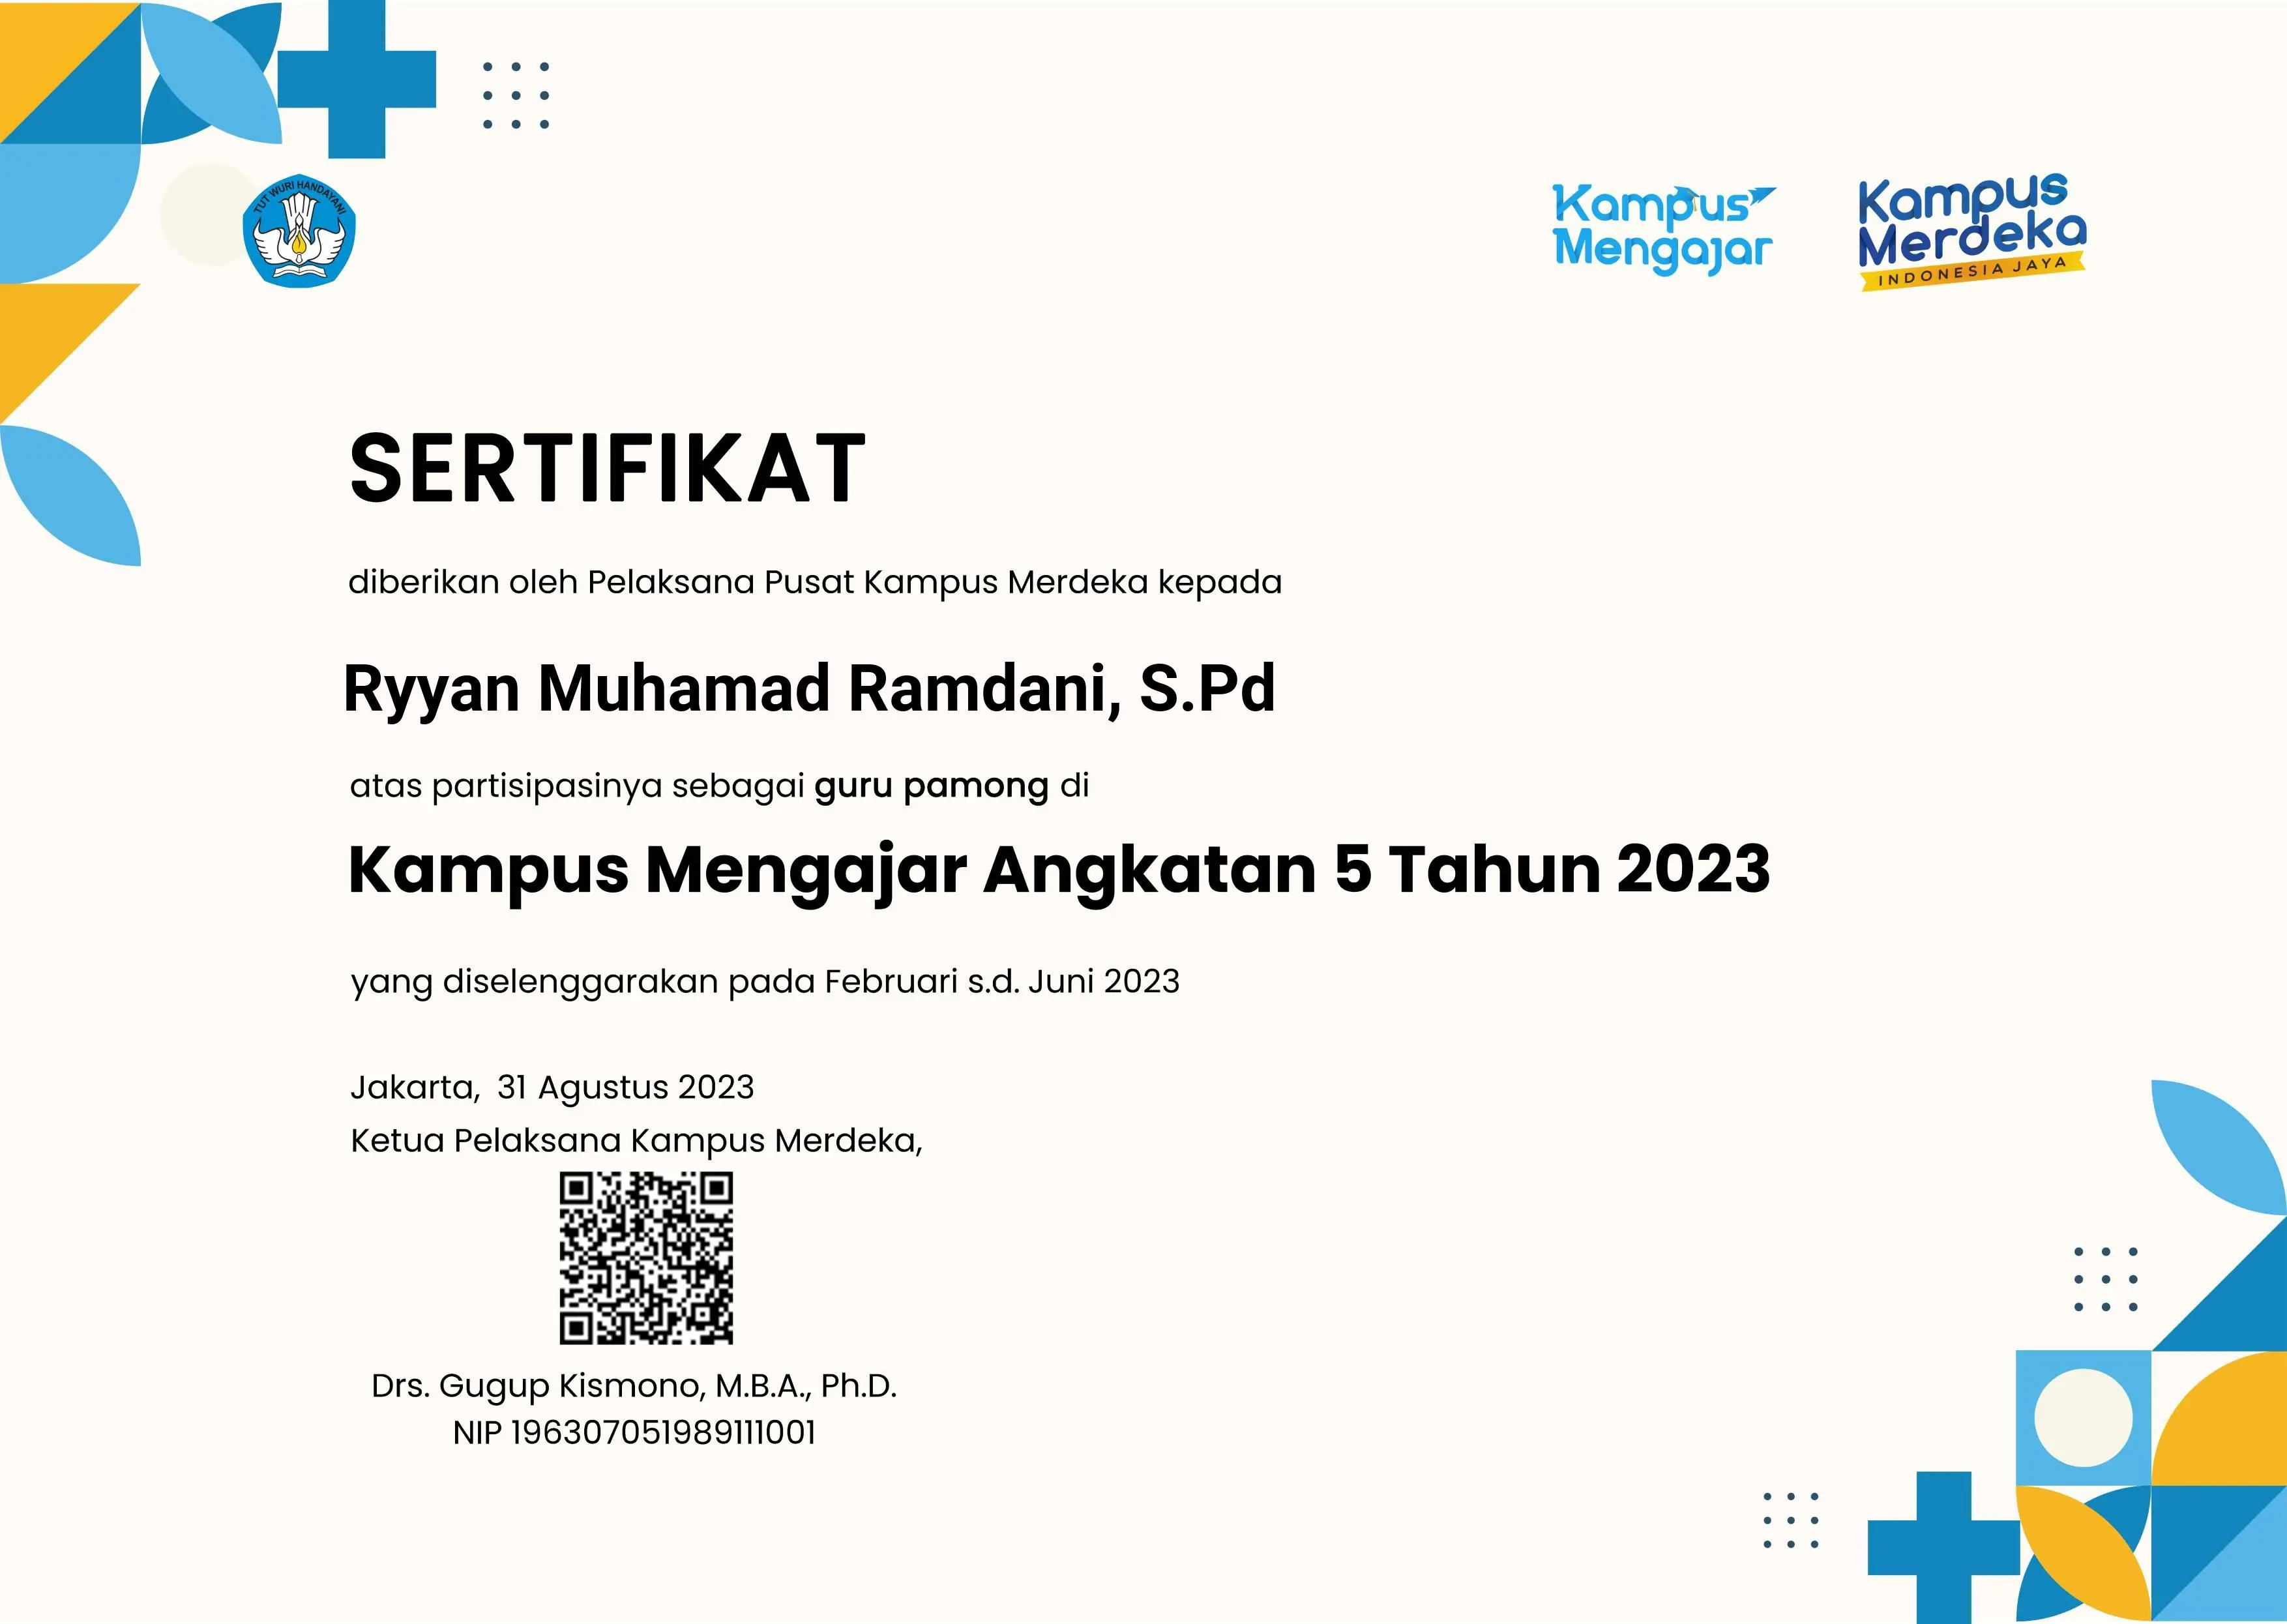 TUT WURI HANDAYANI
Kampus
Mengajar
Kampus
Merdeka
INDONESIA JAYA
SERTIFIKAT
diberikan oleh Pelaksana Pusat Kampus Merdeka kepada
Ryyan Muhamad Ramdani, S.Pd
atas partisipasinya sebagai guru pamong di
Kampus Mengajar Angkatan 5 Tahun 2023
yang diselenggarakan pada Februari s.d. Juni 2023
Jakarta, 31 Agustus 2023
Ketua Pelaksana Kampus Merdeka,
Drs. Gugup Kismono, M.B.A., Ph.D.
NIP 196307051989111001